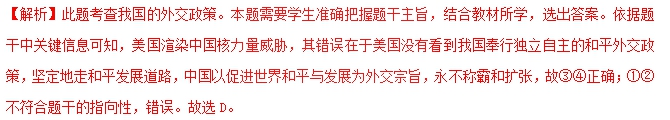 【解析】此题考查我国的外交政策。本题需要学生准确把握题干主旨，结合教材所学，选出答案。依据题
干中关键信息可知，美国渲染中国核力量威胁，其错误在于美国没有看到我国奉行独立自主的和平外交政
策，坚定地走和平发展道路，中国以促进世界和平与发展为外交宗旨，永不称霸和扩张，故③④正确；①②
不符合题干的指向性，错误。故选 D。